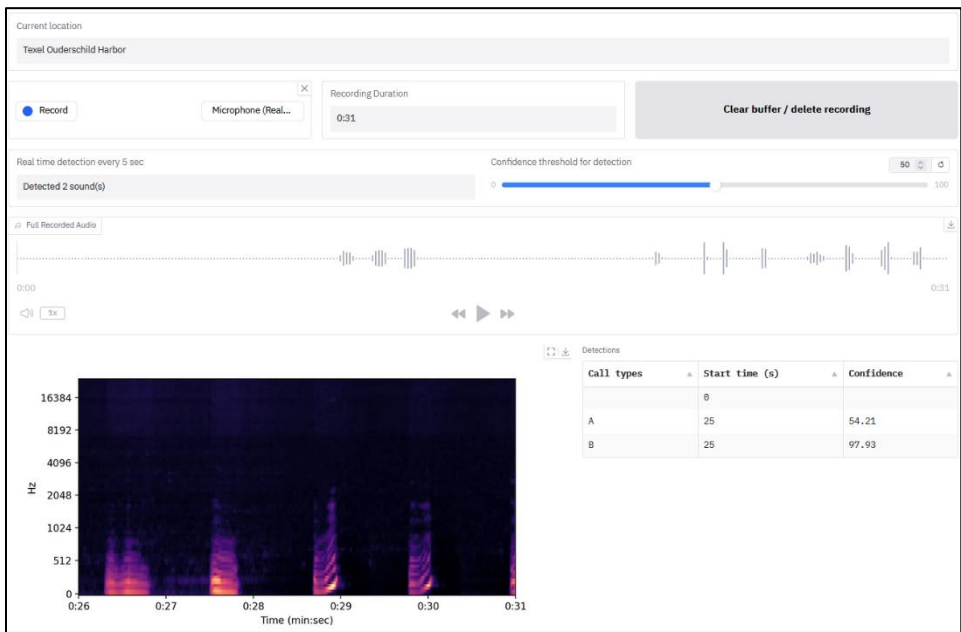 Current location
Texel Ouderschild Harbor
Record
Microphone (Real...
Recording Duration
0:31
Clear buffer / delete recording
Real time detection every 5 sec
Detected 2 sound(s)
Confidence threshold for detection
50
0
100
Full Recorded Audio
0:00
0:31
1x
Detections
Call types Start time (s) Confidence
0
A 25 54.21
B 25 97.93
16384
8192
4096
2048
1024
512
0
Hz
0:26 0:27 0:28 0:29 0:30 0:31
Time (min:sec)